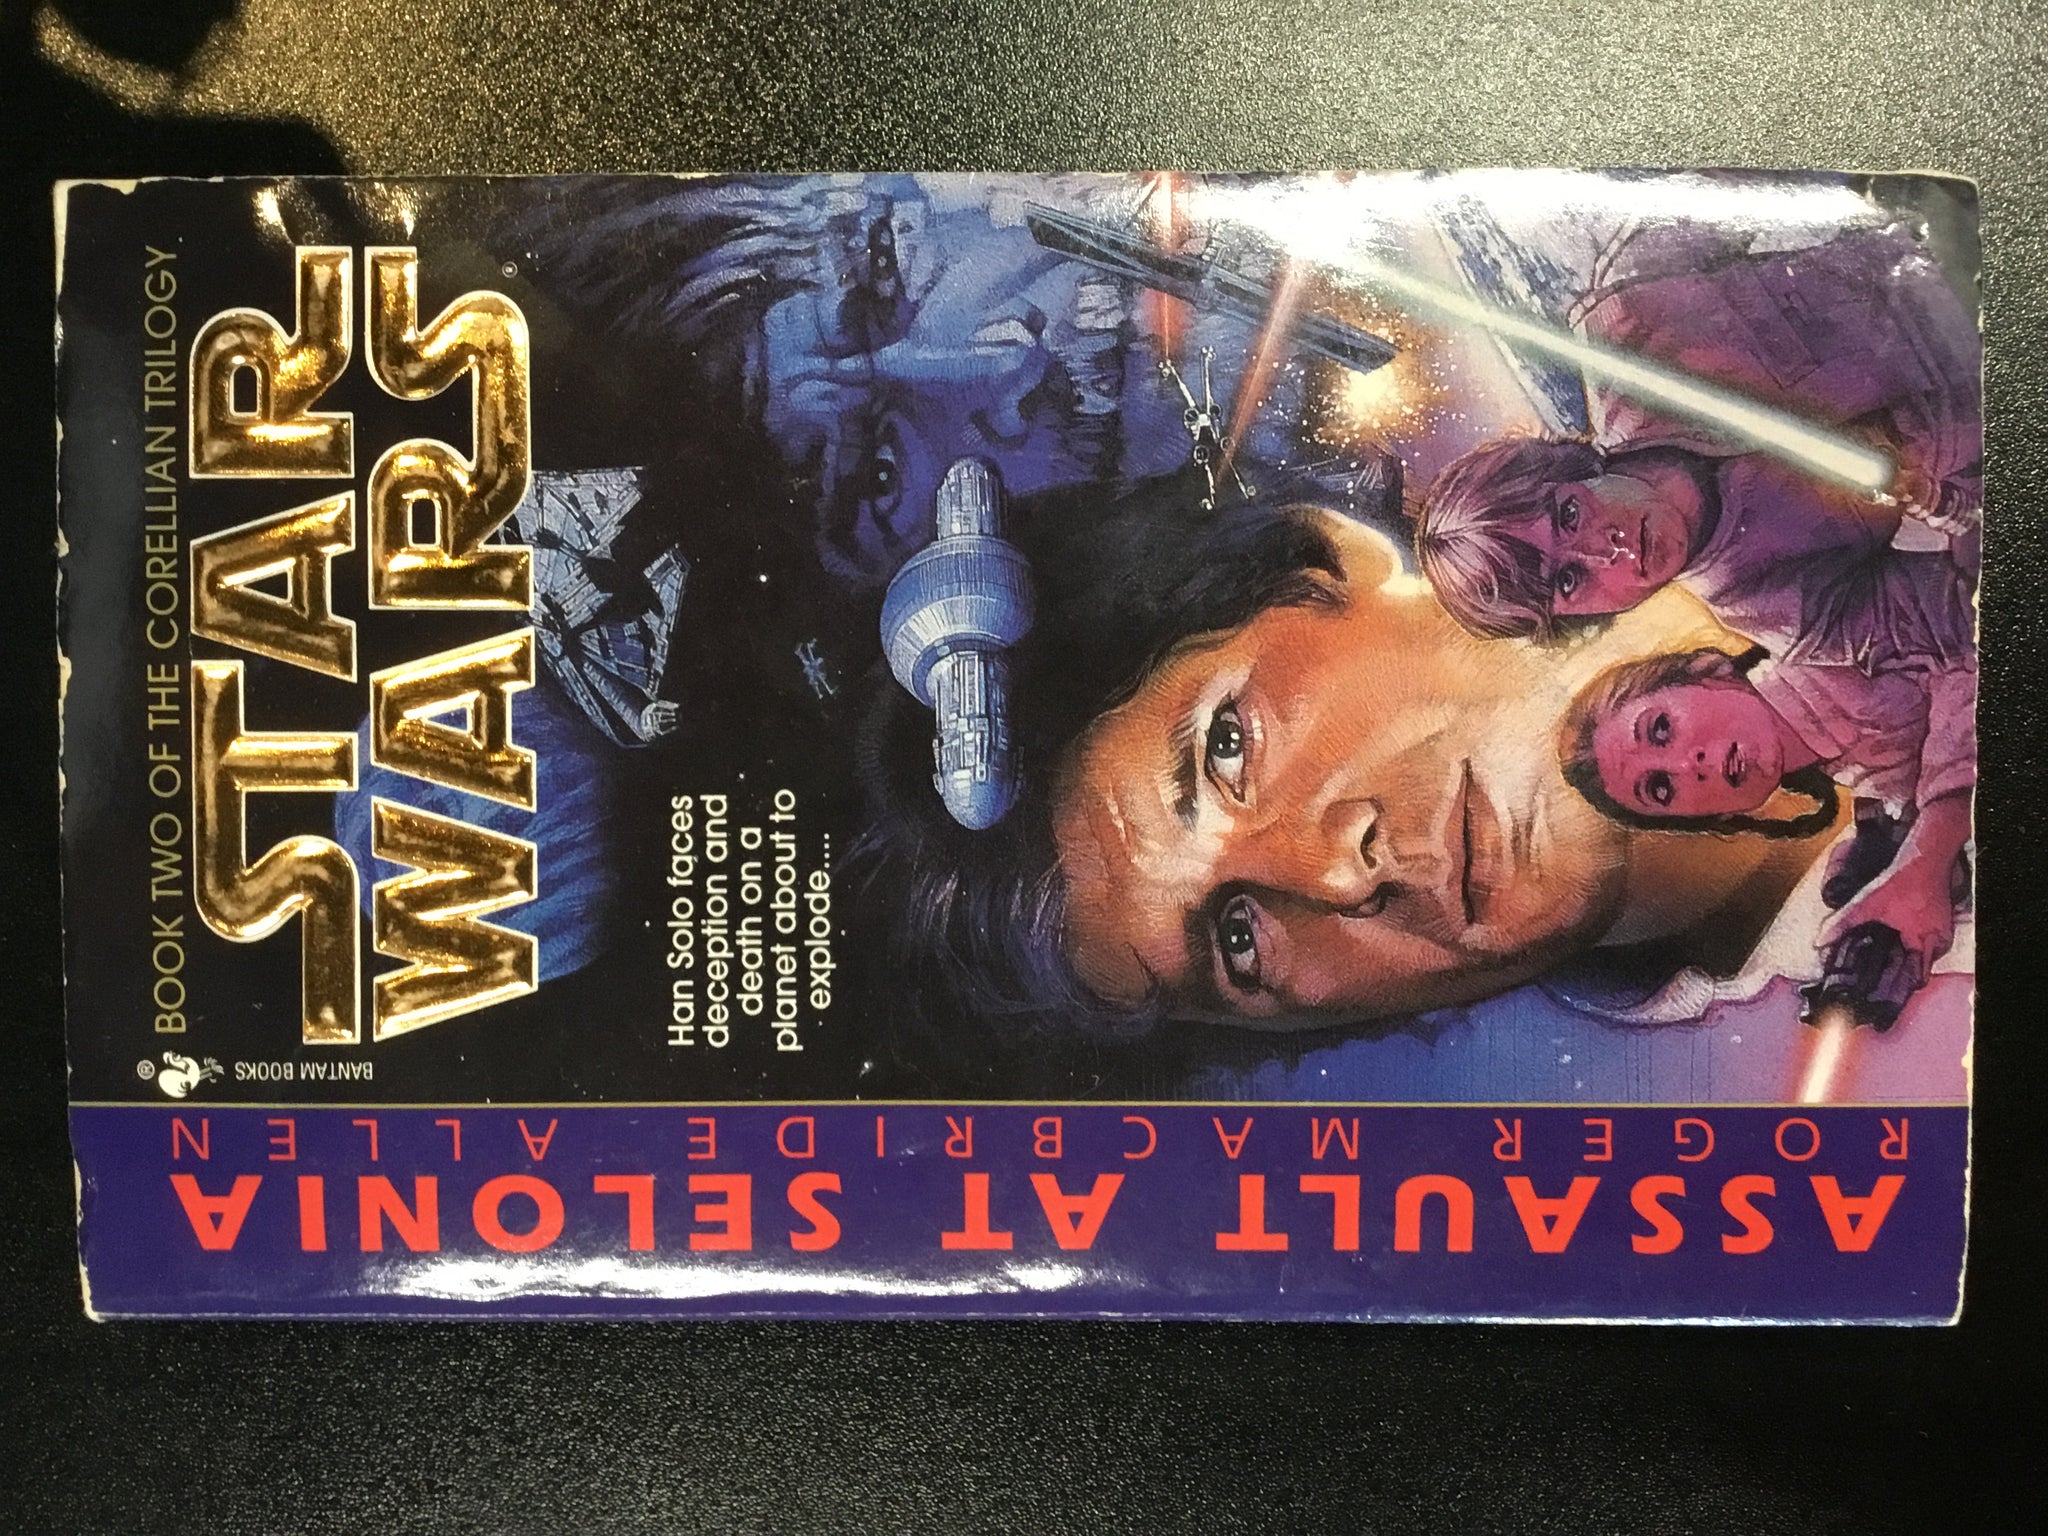 BOOK TWO OF THE CORELLIAN TRILOGY
STAR
WARS
®
Han Solo faces
deception and
death on a
planet about to
explode....
®
BANTAM BOOKS
ROGER MACBRIDE ALLEN
ASSAULT AT SELONIA